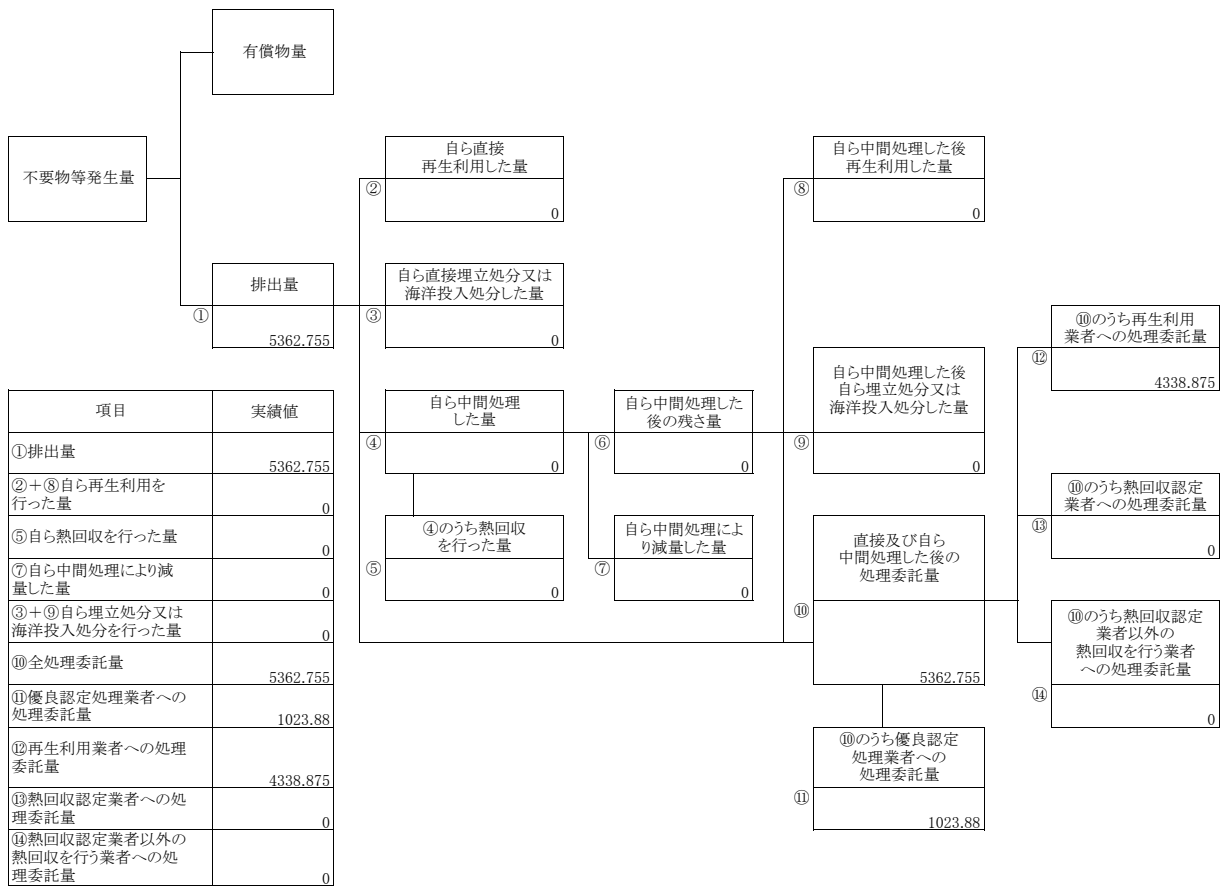 有償物量
不要物等発生量
排出量
①
5362.755
自ら直接
再生利用した量
②
0
自ら直接埋立処分又は
海洋投入処分した量
③
0
自ら中間処理
した量
④
0
④のうち熱回収
を行った量
⑤
0
自ら中間処理した
後の残さ量
⑥
0
自ら中間処理によ
り減量した量
⑦
0
自ら中間処理した後
再生利用した量
⑧
0
自ら中間処理した後
自ら埋立処分又は
海洋投入処分した量
⑨
0
直接及び自ら
中間処理した後の
処理委託量
⑩
5362.755
⑩のうち優良認定
処理業者への
処理委託量
⑪
1023.88
⑩のうち再生利用
業者への処理委託量
⑫
4338.875
⑩のうち熱回収認定
業者への処理委託量
⑬
0
⑩のうち熱回収認定
業者以外の
熱回収を行う業者
への処理委託量
⑭
0
項目 実績値
①排出量
5362.755
②＋⑧自ら再生利用を
行った量
0
⑤自ら熱回収を行った量
0
⑦自ら中間処理により減
量した量
0
③＋⑨自ら埋立処分又は
海洋投入処分を行った量
0
⑩全処理委託量
5362.755
⑪優良認定処理業者への
処理委託量
1023.88
⑫再生利用業者への処理
委託量
4338.875
⑬熱回収認定業者への処
理委託量
0
⑭熱回収認定業者以外の
熱回収を行う業者への処
理委託量
0